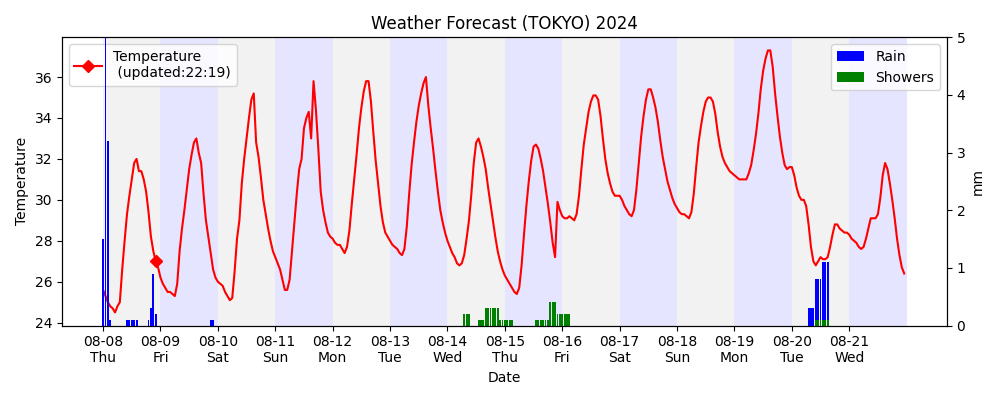 Weather Forecast (TOKYO) 2024
Temperature
(updated:22:19)
Rain
Showers
Temperature
36
34
32
30
28
26
24
5
4
3
2
1
0
mm
08-08 08-09 08-10 08-11 08-12 08-13 08-14 08-15 08-16 08-17 08-18 08-19 08-20 08-21
Thu Fri Sat Sun Mon Tue Wed Thu Fri Sat Sun Mon Tue Wed
Date